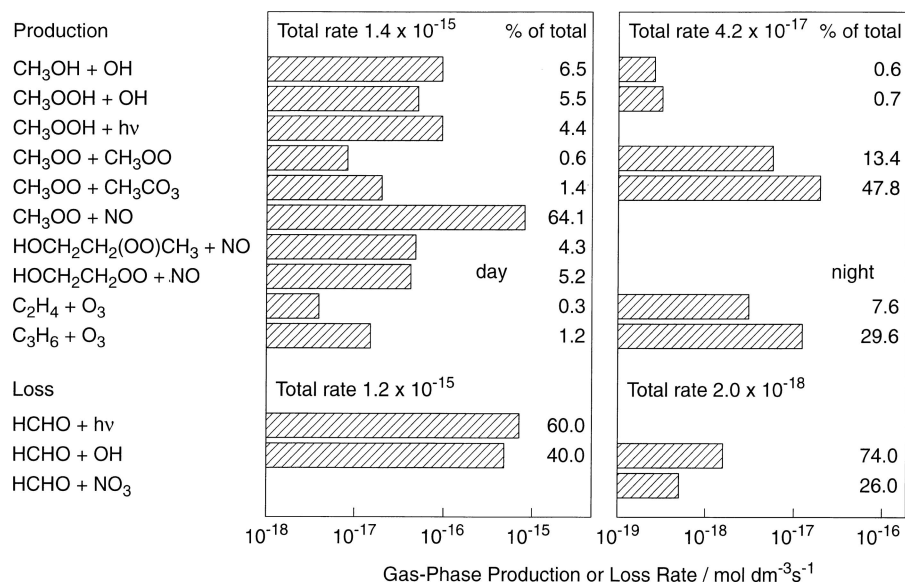 Production Total rate 1.4 x 10⁻¹⁵ % of total Total rate 4.2 x 10⁻¹⁷ % of total
CH₃OH + OH 6.5 0.6
CH₃OOH + OH 5.5 0.7
CH₃OOH + hν 4.4
CH₃OO + CH₃OO 0.6 13.4
CH₃OO + CH₃CO₃ 1.4 47.8
CH₃OO + NO 64.1
HOCH₂CH₂(OO)CH₃ + NO 4.3
HOCH₂CH₂OO + NO day 5.2 night
C₂H₄ + O₃ 0.3 7.6
C₃H₆ + O₃ 1.2 29.6
Loss Total rate 1.2 x 10⁻¹⁵ Total rate 2.0 x 10⁻¹⁸
HCHO + hν 60.0
HCHO + OH 40.0 74.0
HCHO + NO₃ 26.0
10⁻¹⁸ 10⁻¹⁷ 10⁻¹⁶ 10⁻¹⁵ 10⁻¹⁹ 10⁻¹⁸ 10⁻¹⁷ 10⁻¹⁶
Gas-Phase Production or Loss Rate / mol dm⁻³s⁻¹